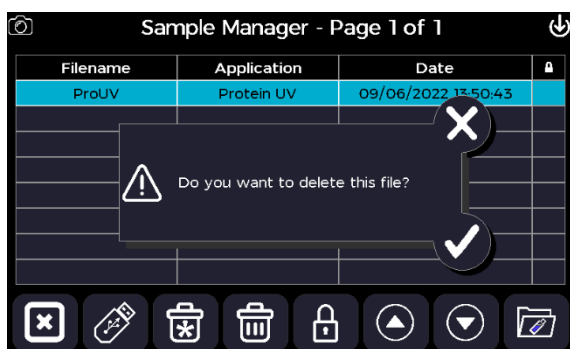 Sample Manager - Page 1 of 1
Filename Application Date
ProUV Protein UV 09/06/2022 13:50:43
Do you want to delete this file?